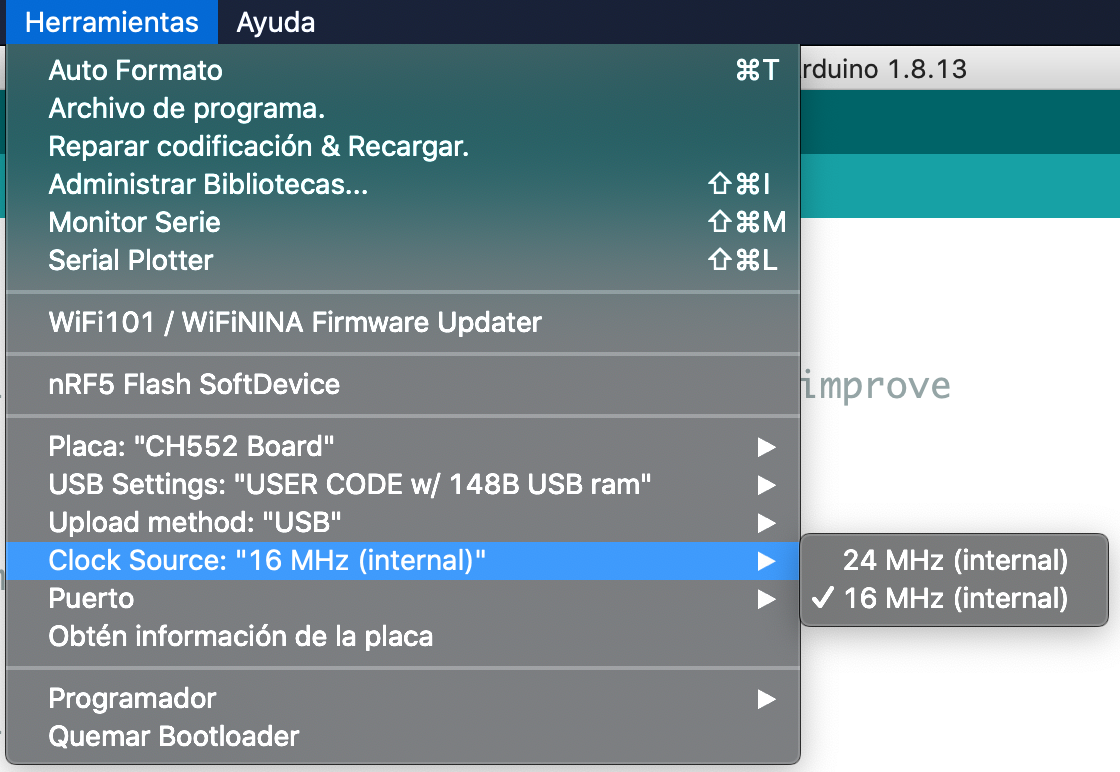 Herramientas Ayuda
rduino 1.8.13
Auto Formato ⌘T
Archivo de programa.
Reparar codificación & Recargar.
Administrar Bibliotecas... ⇧⌘I
Monitor Serie ⇧⌘M
Serial Plotter ⇧⌘L
WiFi101 / WiFiNINA Firmware Updater
nRF5 Flash SoftDevice
improve
Placa: "CH552 Board" ▶
USB Settings: "USER CODE w/ 148B USB ram" ▶
Upload method: "USB" ▶
Clock Source: "16 MHz (internal)" ▶
24 MHz (internal)
✓ 16 MHz (internal)
Puerto ▶
Obtén información de la placa
Programador ▶
Quemar Bootloader